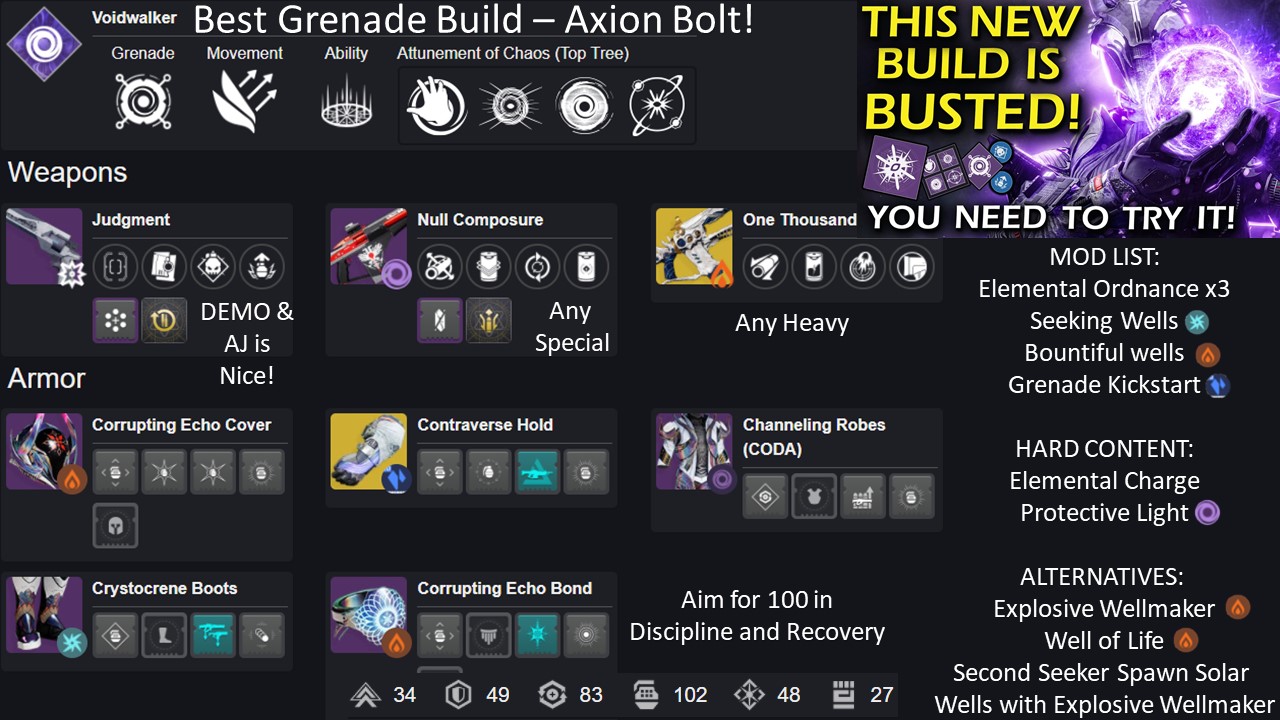 Voidwalker
Best Grenade Build – Axion Bolt!
Grenade
Movement
Ability
Attunement of Chaos (Top Tree)
THIS NEW
BUILD IS
BUSTED!
YOU NEED TO TRY IT!
Weapons
Judgment
DEMO &
AJ is
Nice!
Null Composure
Any
Special
One Thousand
Any Heavy
MOD LIST:
Elemental Ordnance x3
Seeking Wells
Bountiful wells
Grenade Kickstart
Armor
Corrupting Echo Cover
Contraverse Hold
Channeling Robes
(CODA)
HARD CONTENT:
Elemental Charge
Protective Light
Crystocrene Boots
Corrupting Echo Bond
Aim for 100 in
Discipline and Recovery
ALTERNATIVES:
Explosive Wellmaker
Well of Life
Second Seeker Spawn Solar
Wells with Explosive Wellmaker
34 49 83 102 48 27